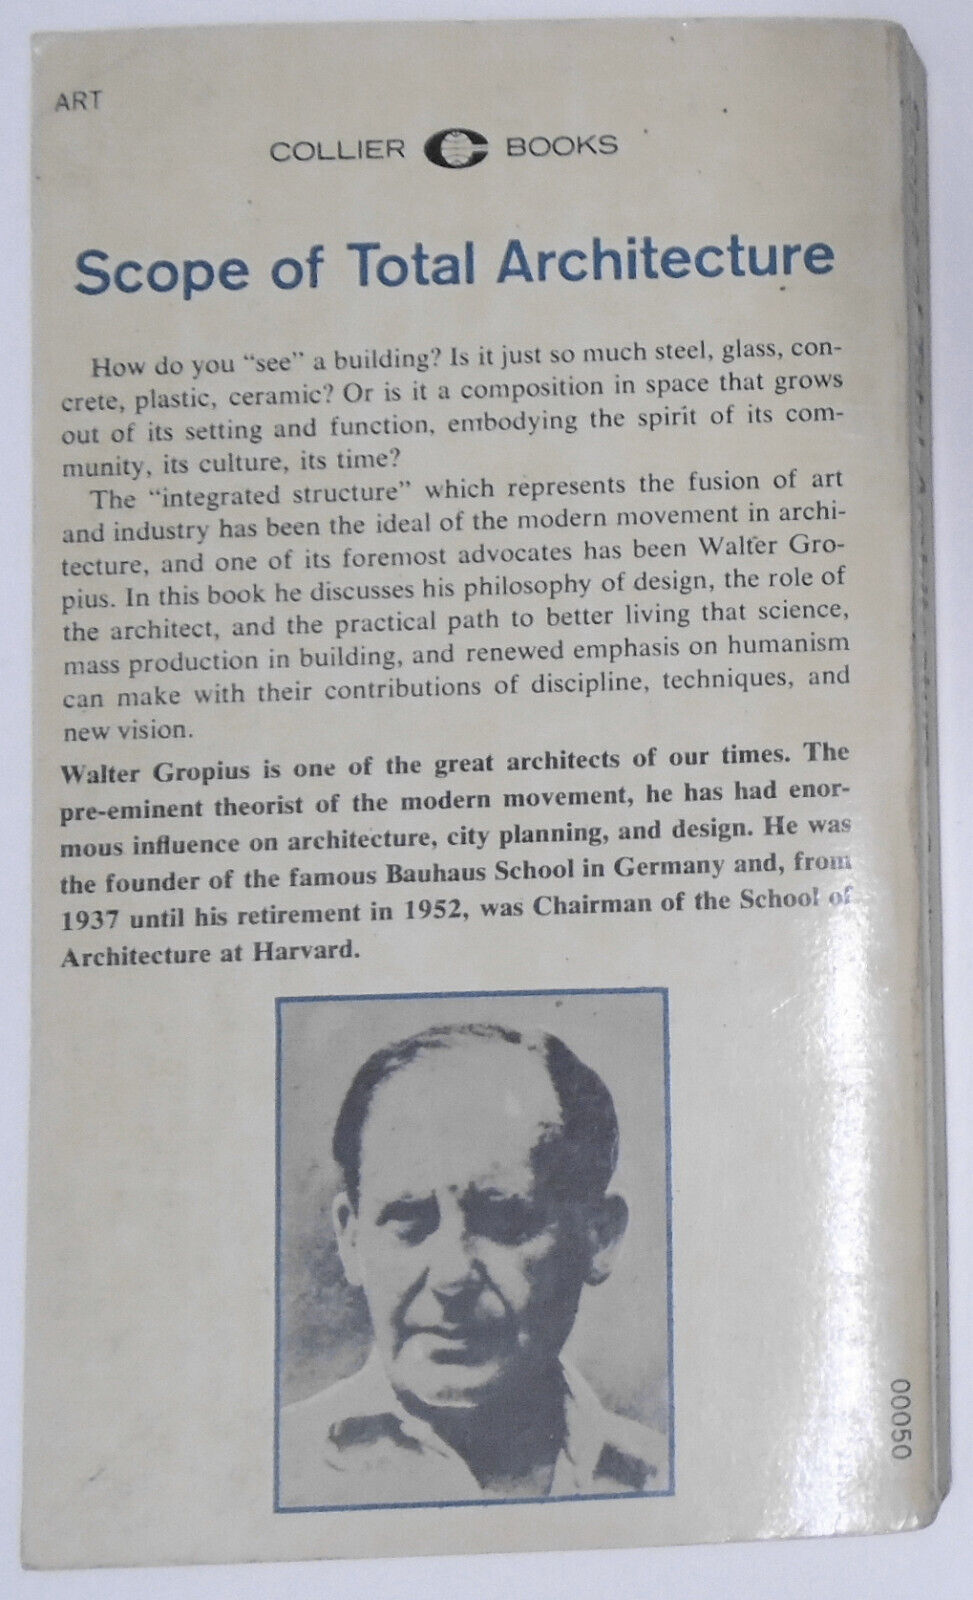 ART
COLLIER BOOKS
Scope of Total Architecture
How do you “see” a building? Is it just so much steel, glass, con-
crete, plastic, ceramic? Or is it a composition in space that grows
out of its setting and function, embodying the spirit of its com-
munity, its culture, its time?
The “integrated structure” which represents the fusion of art
and industry has been the ideal of the modern movement in archi-
tecture, and one of its foremost advocates has been Walter Gro-
pius. In this book he discusses his philosophy of design, the role of
the architect, and the practical path to better living that science,
mass production in building, and renewed emphasis on humanism
can make with their contributions of discipline, techniques, and
new vision.
Walter Gropius is one of the great architects of our times. The
pre-eminent theorist of the modern movement, he has had enor-
mous influence on architecture, city planning, and design. He was
the founder of the famous Bauhaus School in Germany and, from
1937 until his retirement in 1952, was Chairman of the School of
Architecture at Harvard.
00050